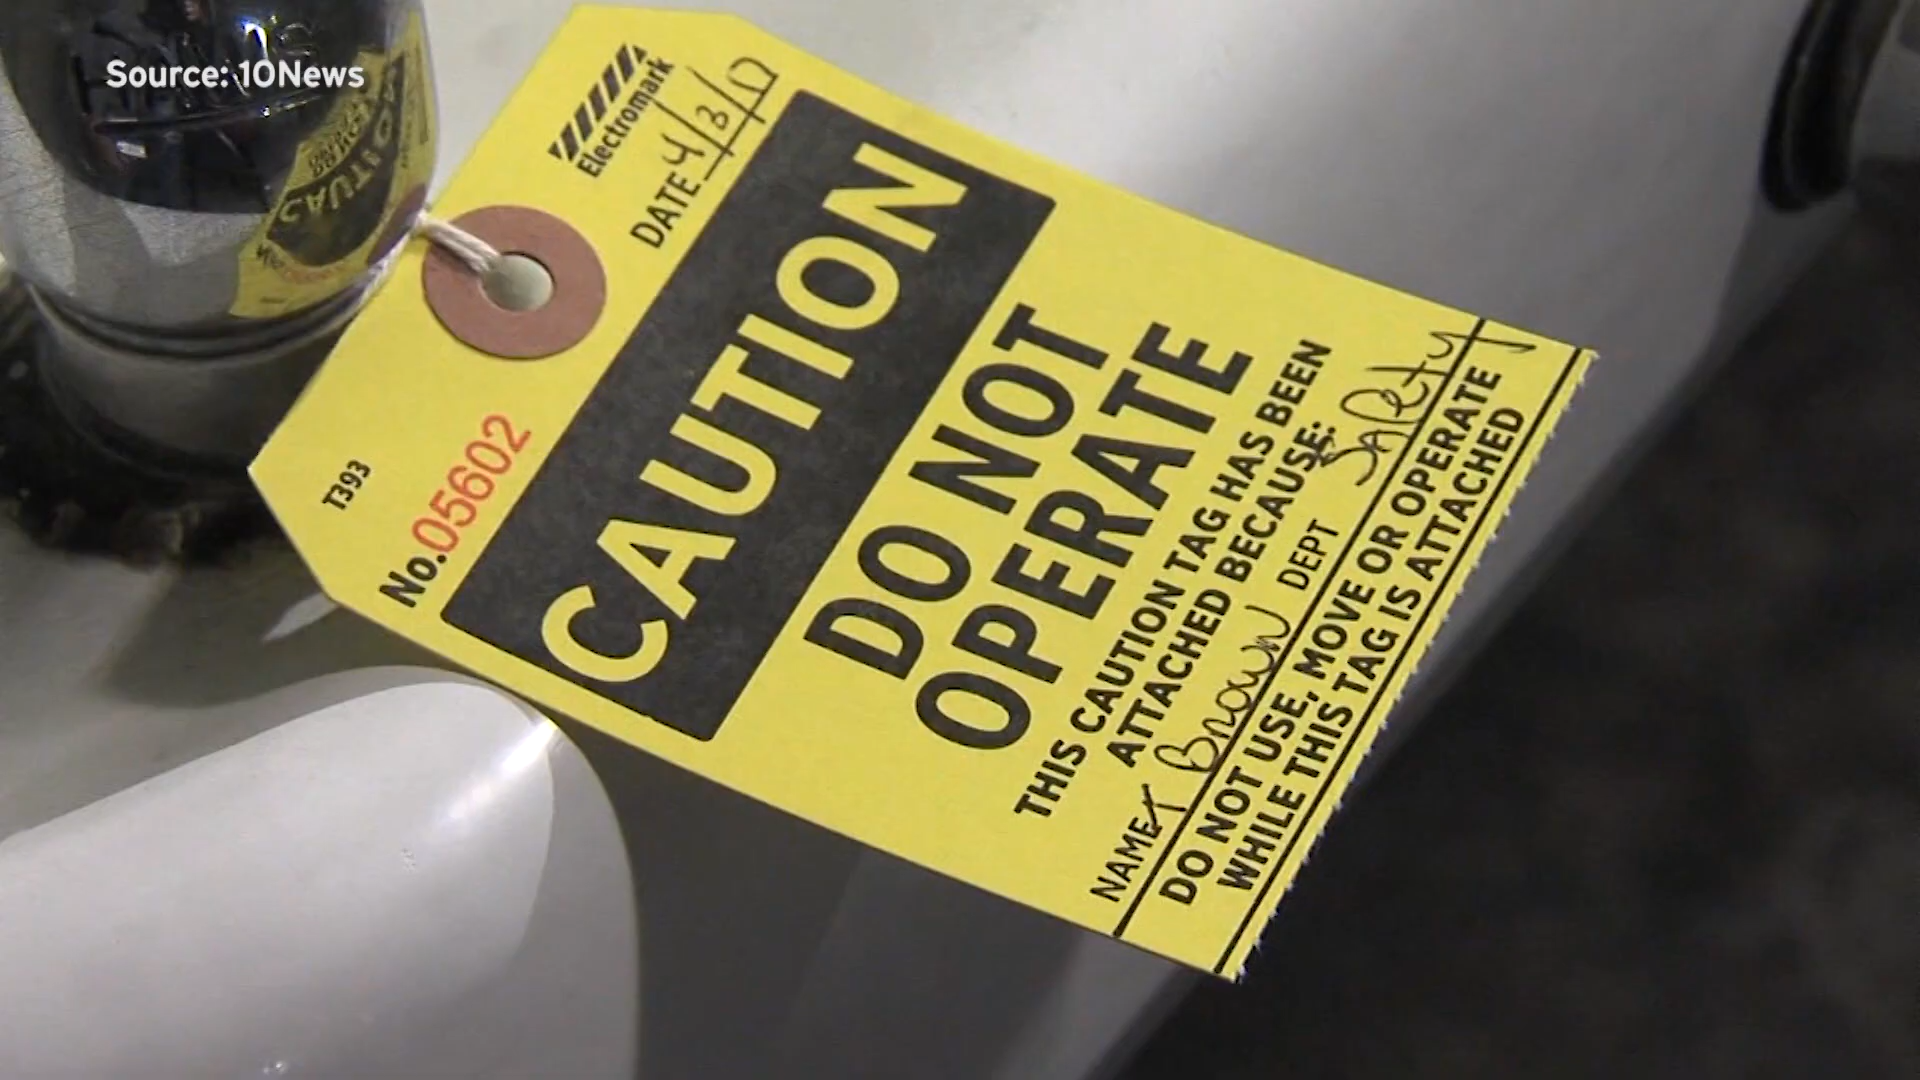 Source: 10News
Electromark
DATE 4/3/17
T393
No. 05602
CAUTION
DO NOT
OPERATE
THIS CAUTION TAG HAS BEEN
ATTACHED BECAUSE:
NAME T Brown DEPT SAfety
DO NOT USE, MOVE OR OPERATE
WHILE THIS TAG IS ATTACHED